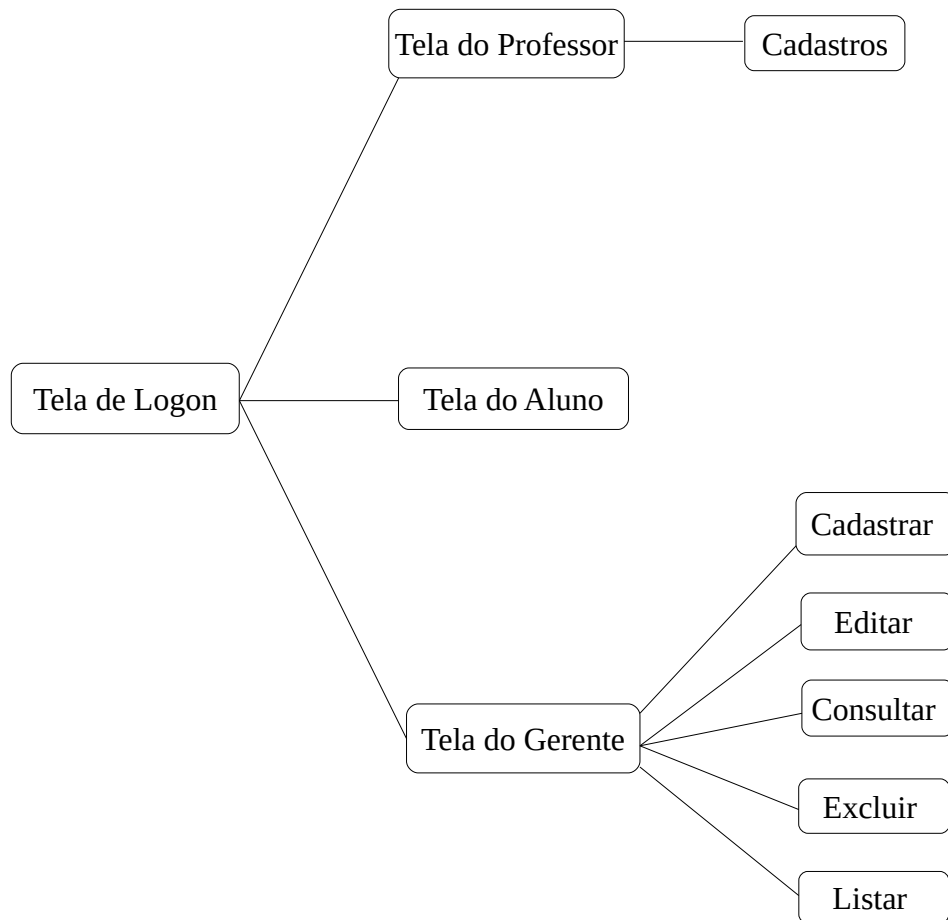 Tela do Professor
Cadastros
Tela de Logon
Tela do Aluno
Cadastrar
Editar
Consultar
Tela do Gerente
Excluir
Listar